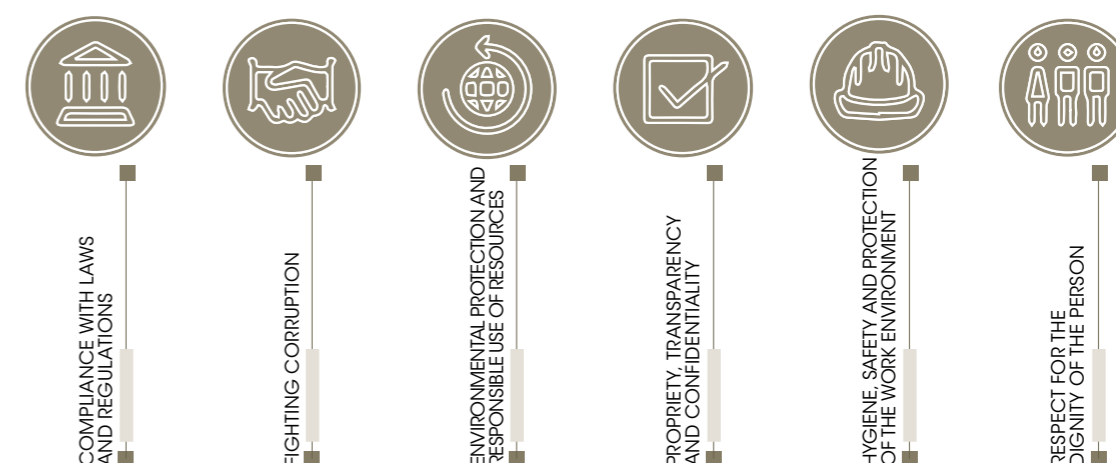 COMPLIANCE WITH LAWS
AND REGULATIONS
FIGHTING CORRUPTION
ENVIRONMENTAL PROTECTION AND
RESPONSIBLE USE OF RESOURCES
PROPRIETY, TRANSPARENCY
AND CONFIDENTIALITY
HYGIENE, SAFETY AND PROTECTION
OF THE WORK ENVIRONMENT
RESPECT FOR THE
DIGNITY OF THE PERSON